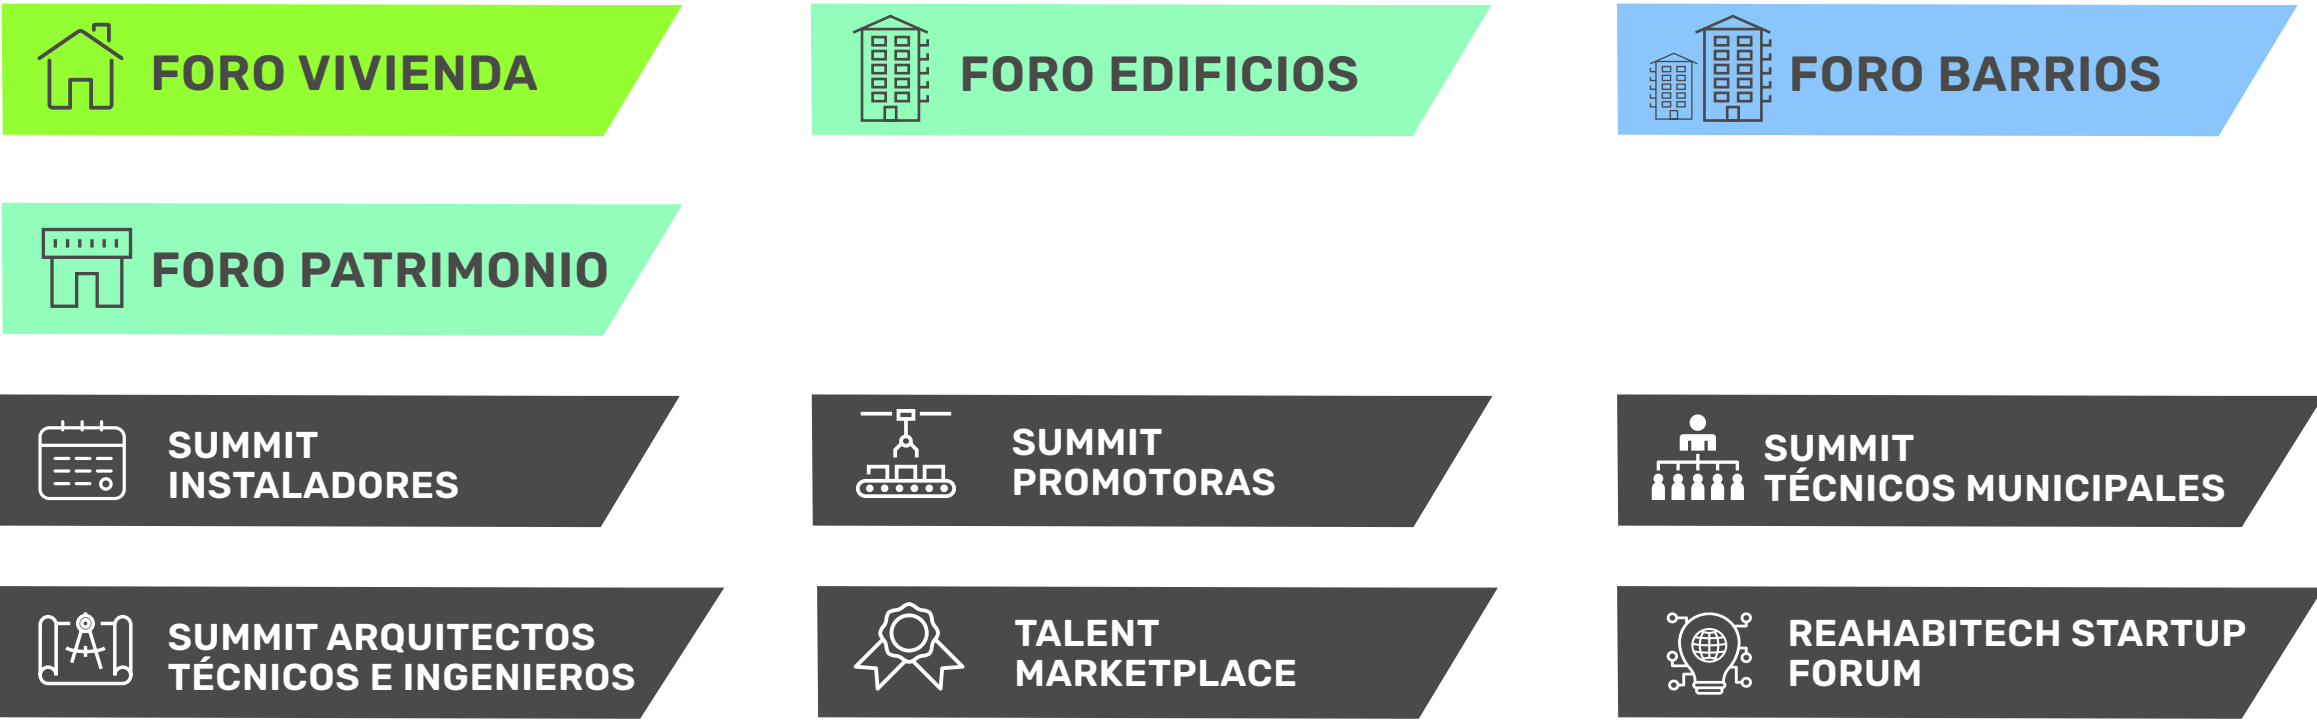 FORO VIVIENDA
FORO EDIFICIOS
FORO BARRIOS
FORO PATRIMONIO
SUMMIT
INSTALADORES
SUMMIT
PROMOTORAS
SUMMIT
TÉCNICOS MUNICIPALES
SUMMIT ARQUITECTOS
TÉCNICOS E INGENIEROS
TALENT
MARKETPLACE
REAHABITECH STARTUP
FORUM